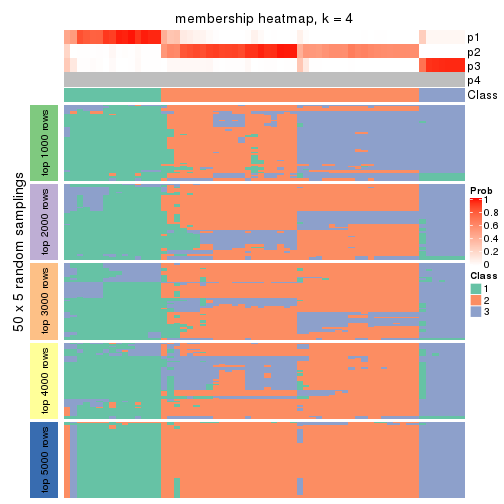 membership heatmap, k = 4
p1
p2
p3
p4
Class
50 x 5 random samplings
top 1000 rows
top 2000 rows
top 3000 rows
top 4000 rows
top 5000 rows
Prob
1
0.8
0.6
0.4
0.2
0
Class
1
2
3